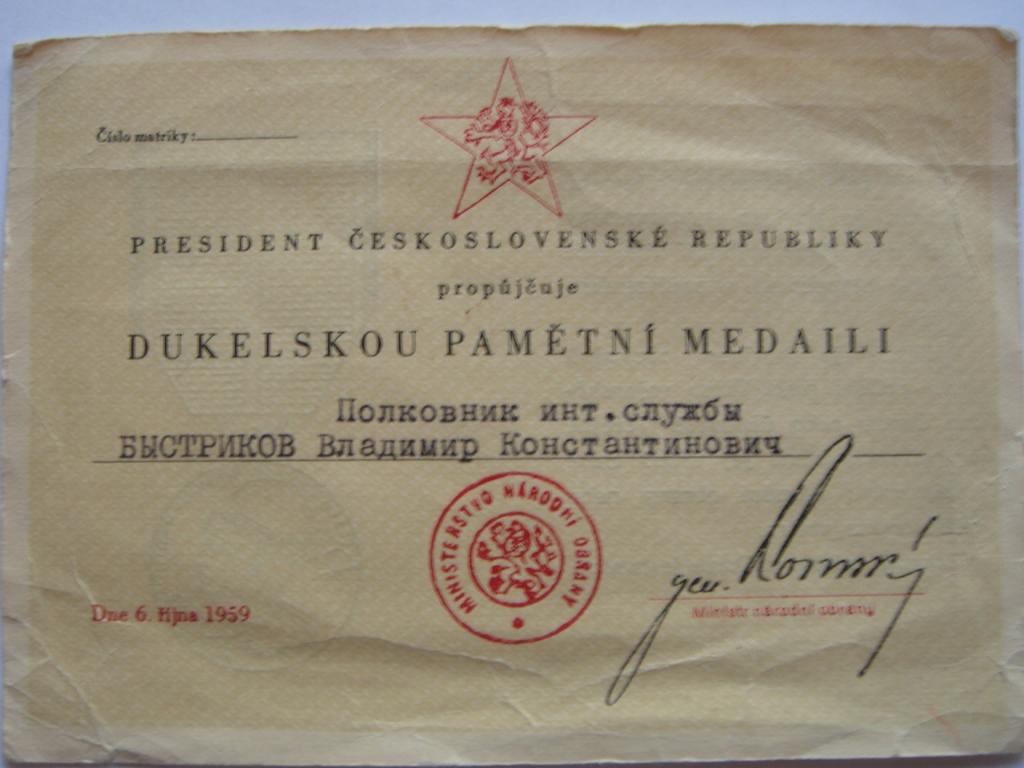 Číslo matriky:
PRESIDENT ČESKOSLOVENSKÉ REPUBLIKY
propůjčuje
DUKELSKOU PAMĚTNÍ MEDAILI
Полковник инт.службы
БЫСТРИКОВ Владимир Константинович
MINISTERSTVO NÁRODNÍ OBRANY
gen.
Dne 6. října 1959
Ministr národní obrany